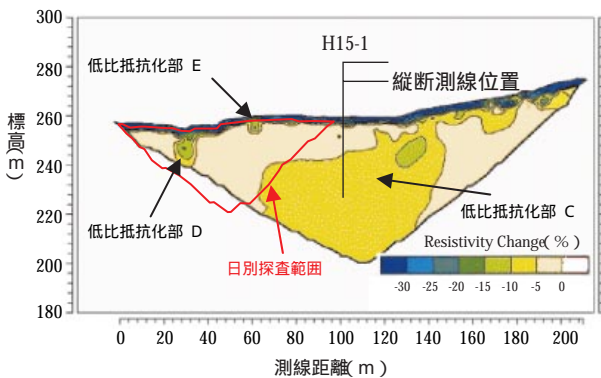 300
280
260
240
220
200
180
標高(m)
H15-1
縦断測線位置
低比抵抗化部 E
低比抵抗化部 D
低比抵抗化部 C
日別探査範囲
Resistivity Change( % )
-30 -25 -20 -15 -10 -5 0
0 20 40 60 80 100 120 140 160 180 200
測線距離( m )